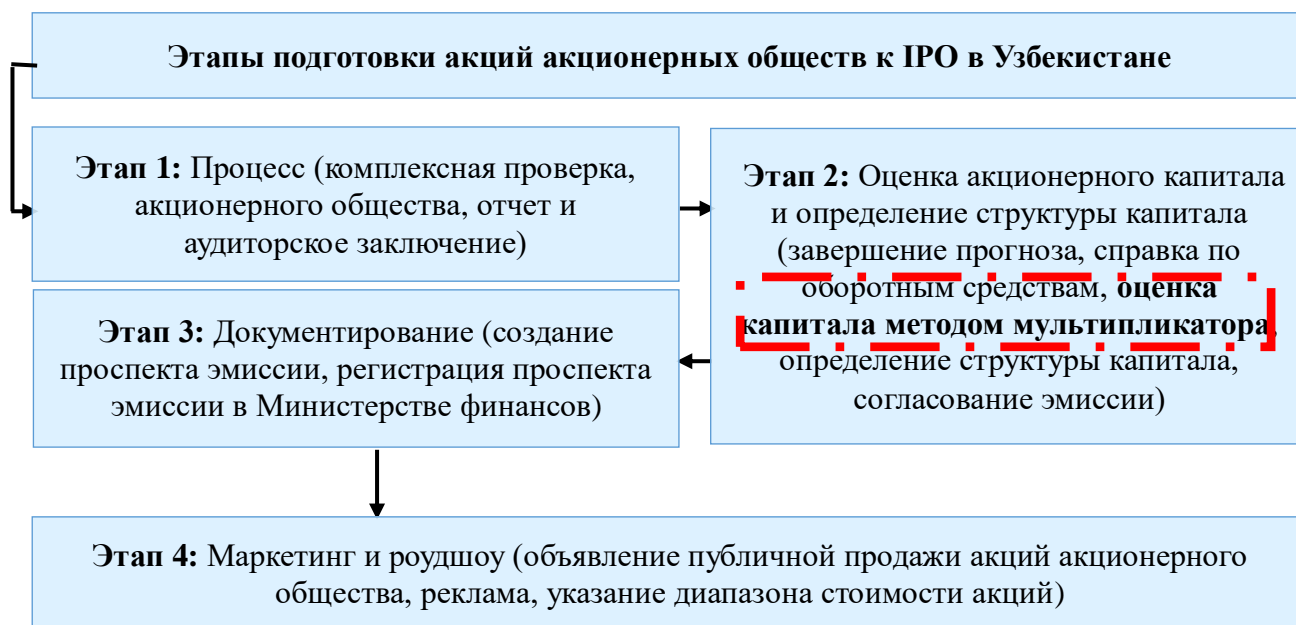 Этапы подготовки акций акционерных обществ к IPO в Узбекистане
Этап 1: Процесс (комплексная проверка,
акционерного общества, отчет и
аудиторское заключение)
Этап 2: Оценка акционерного капитала
и определение структуры капитала
(завершение прогноза, справка по
оборотным средствам, оценка
капитала методом мультипликатора,
определение структуры капитала,
согласование эмиссии)
Этап 3: Документирование (создание
проспекта эмиссии, регистрация проспекта
эмиссии в Министерстве финансов)
Этап 4: Маркетинг и роудшоу (объявление публичной продажи акций акционерного
общества, реклама, указание диапазона стоимости акций)